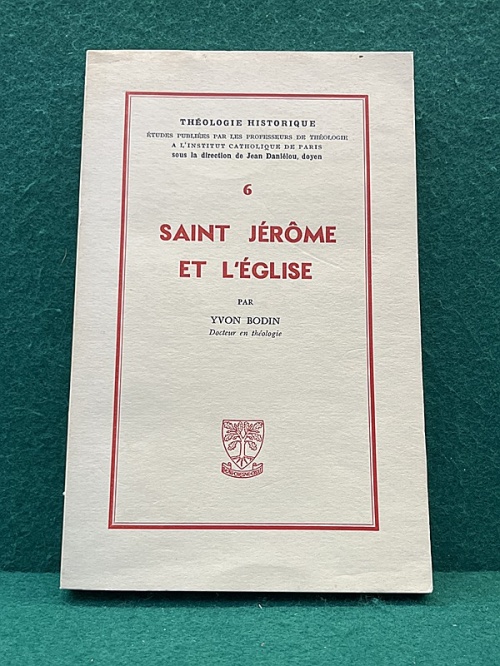 THÉOLOGIE HISTORIQUE
ÉTUDES PUBLIÉES PAR LES PROFESSEURS DE THÉOLOGIE
A L'INSTITUT CATHOLIQUE DE PARIS
sous la direction de Jean Daniélou, doyen
6
SAINT JÉRÔME
ET L'ÉGLISE
PAR
YVON BODIN
Docteur en théologie